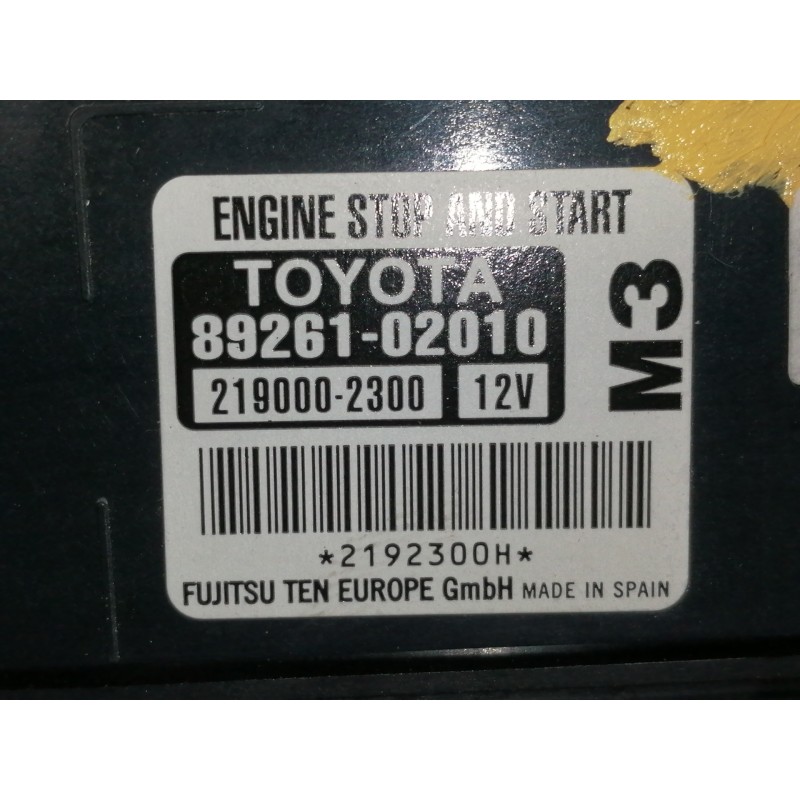 ENGINE STOP AND START
TOYOTA
89261-02010
219000-2300 12V
M3
*2192300H*
FUJITSU TEN EUROPE GmbH MADE IN SPAIN